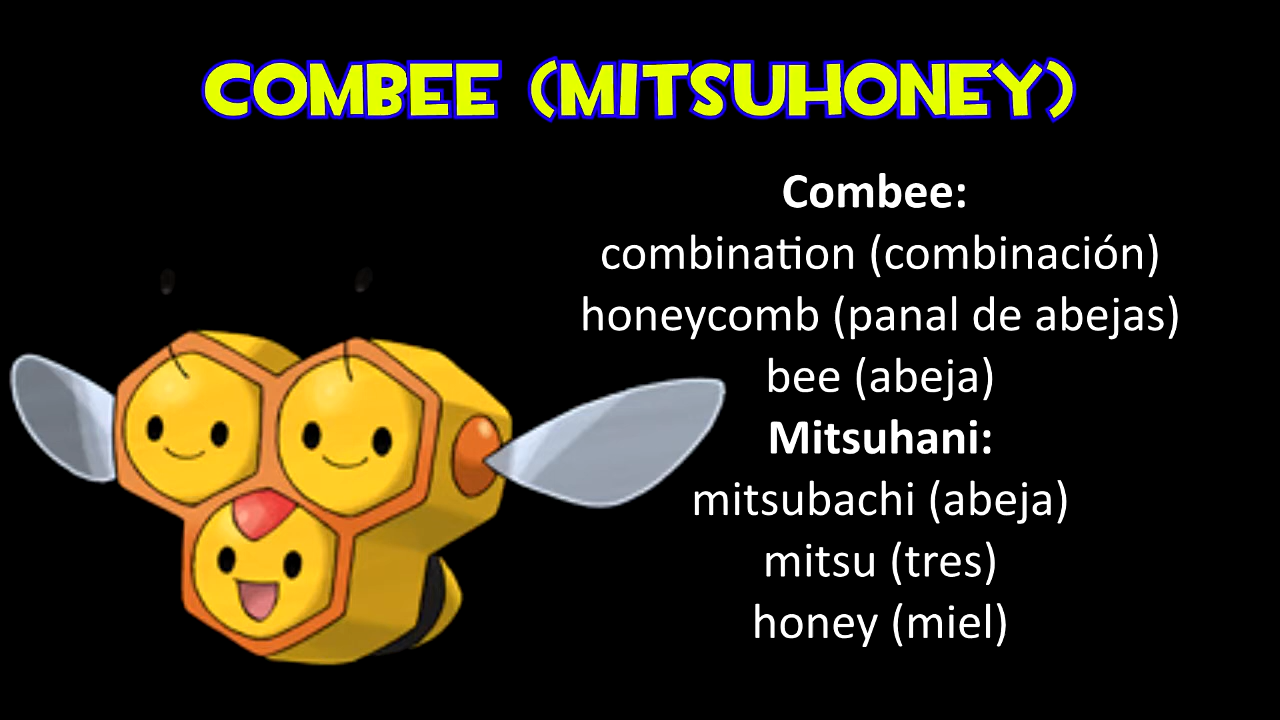 COMBEE (MITSUHONEY)
Combee:
combination (combinación)
honeycomb (panal de abejas)
bee (abeja)
Mitsuhani:
mitsubachi (abeja)
mitsu (tres)
honey (miel)